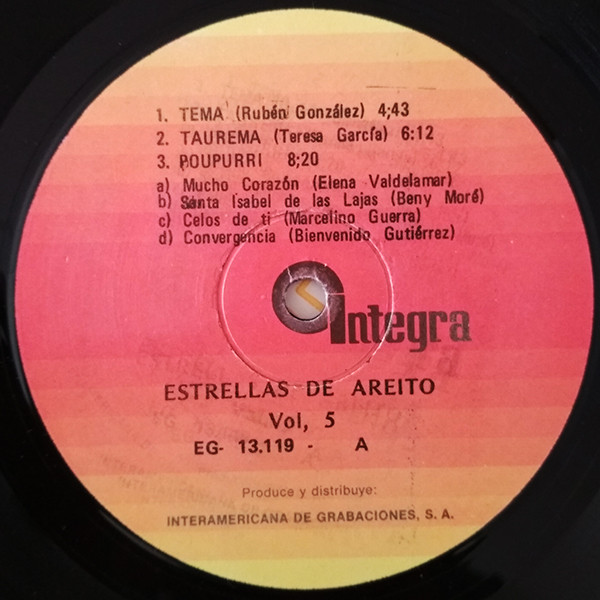 1. TEMA (Rubén González) 4;43
2. TAUREMA (Teresa García) 6:12
3. POUPURRI 8;20
a) Mucho Corazón (Elena Valdelamar)
b) Santa Isabel de las Lajas (Beny Moré)
c) Celos de ti (Marcelino Guerra)
d) Convergencia (Bienvenido Gutiérrez)
Integra
ESTRELLAS DE AREITO
Vol, 5
EG- 13.119 - A
Produce y distribuye:
INTERAMERICANA DE GRABACIONES, S. A.